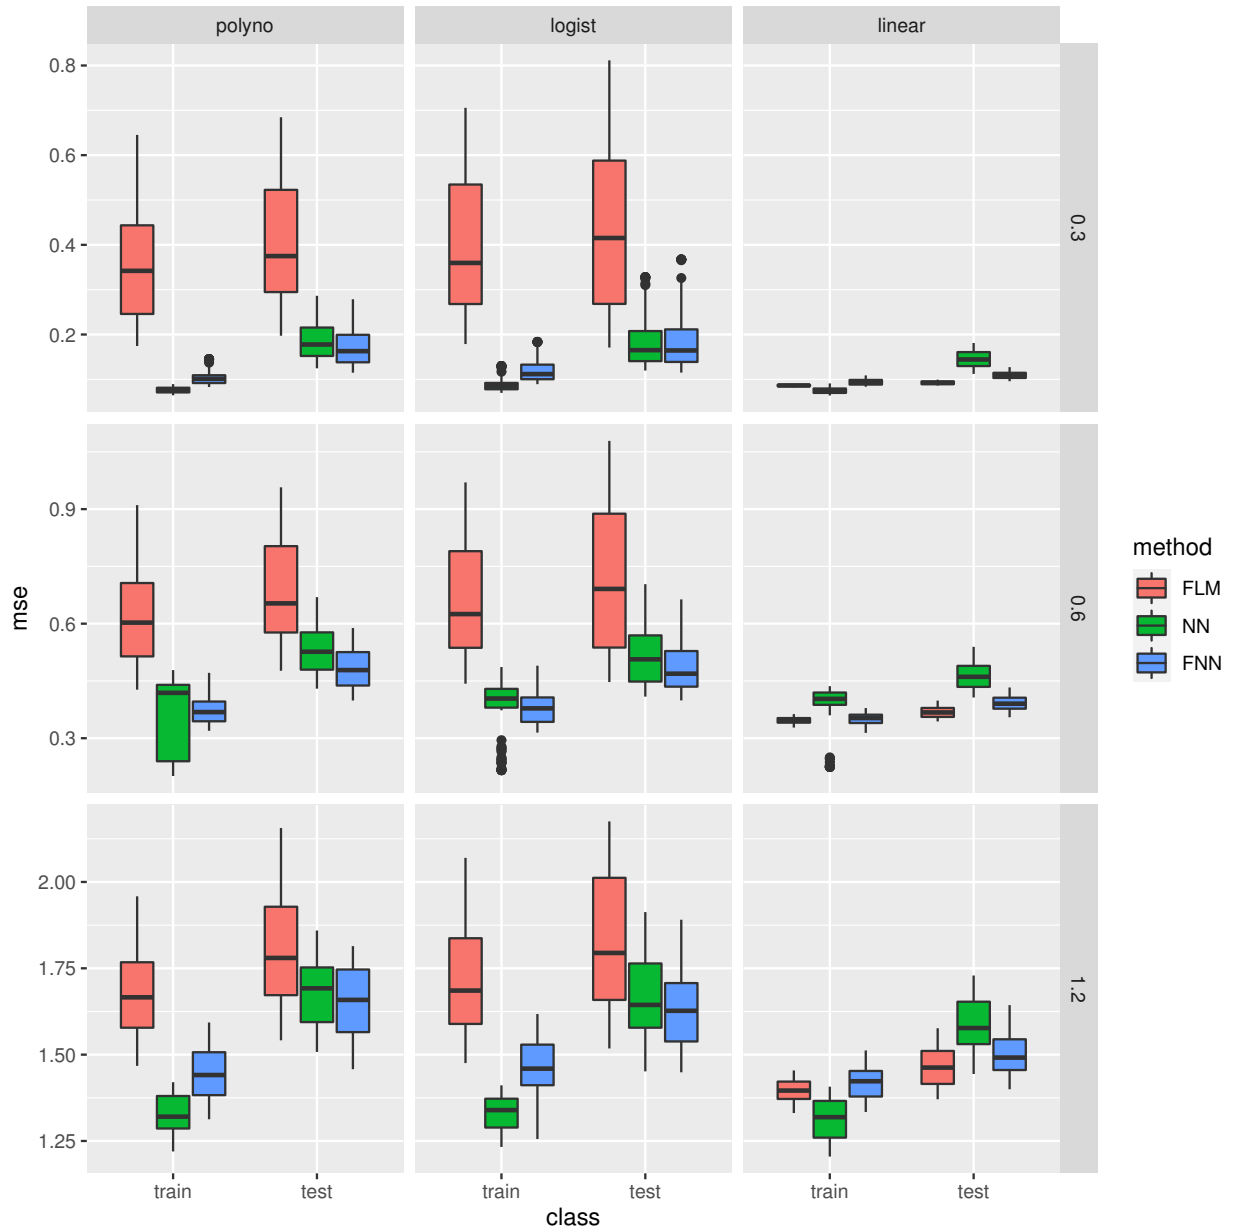 polyno
logist
linear
0.8
0.6
0.4
0.2
0.3
0.9
0.6
0.3
0.6
2.00
1.75
1.50
1.25
1.2
mse
train
test
train
test
train
test
class
method
FLM
NN
FNN